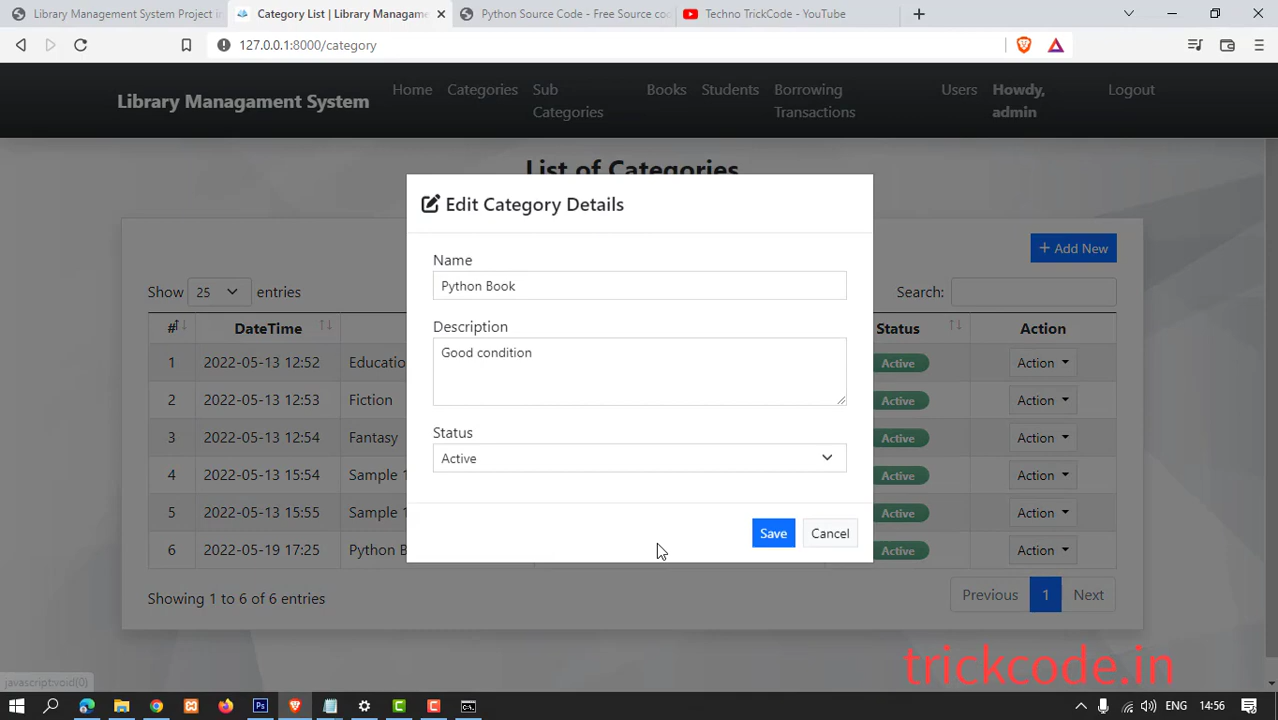 Library Management System Project in
Category List | Library Managame
Python Source Code - Free Source co
Techno TrickCode - YouTube
127.0.0.1:8000/category
Library Managament System
Home
Categories
Sub Categories
Books
Students
Borrowing Transactions
Users
Howdy, admin
Logout
List of Categories
Edit Category Details
Name
Python Book
Description
Good condition
Status
Active
Save
Cancel
Add New
Show 25 entries
Search:
# DateTime Status Action
1 2022-05-13 12:52 Educatio Active Action
2 2022-05-13 12:53 Fiction Active Action
3 2022-05-13 12:54 Fantasy Active Action
4 2022-05-13 15:54 Sample 1 Active Action
5 2022-05-13 15:55 Sample 1 Active Action
6 2022-05-19 17:25 Python B Active Action
Showing 1 to 6 of 6 entries
Previous 1 Next
trickcode.in
javascript:void(0)
ENG 14:56